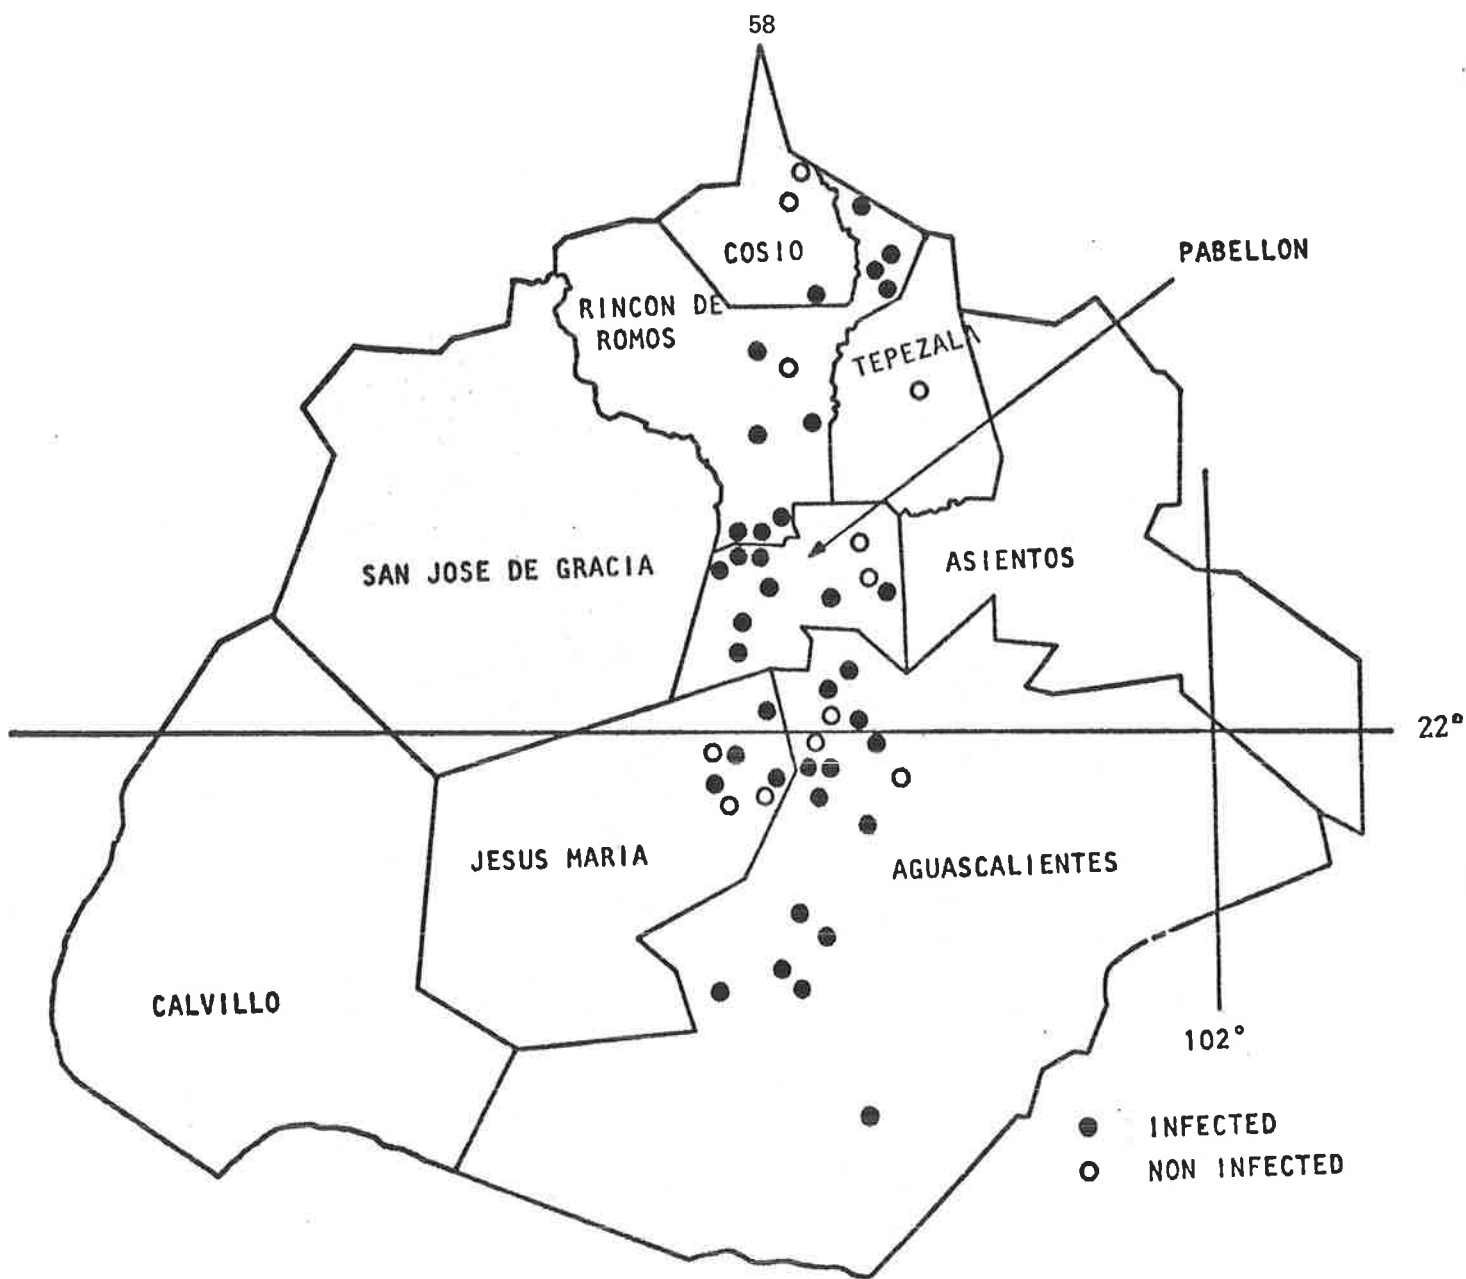 58
PABELLON
COSIO
RINCON DE
ROMOS
TEPEZALA
SAN JOSE DE GRACIA
ASIENTOS
22°
JESUS MARIA
AGUASCALIENTES
CALVILLO
102°
INFECTED
NON INFECTED